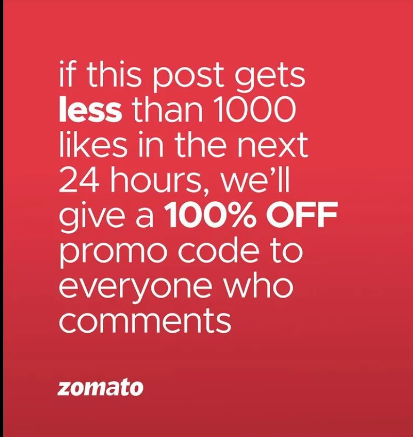 if this post gets
less than 1000
likes in the next
24 hours, we'll
give a 100% OFF
promo code to
everyone who
comments
zomato